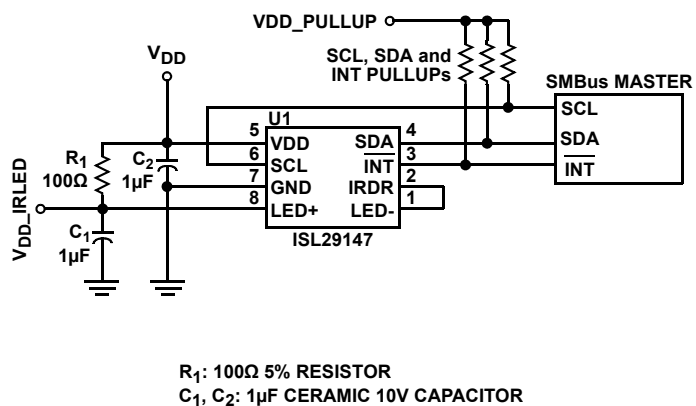 VDD_PULLUP
VDD
SCL, SDA and
INT PULLUPs
SMBus MASTER
SCL
SDA
INT
U1
5 VDD
6 SCL
7 GND
8 LED+
SDA 4
INT 3
IRDR 2
LED- 1
ISL29147
R1
100Ω
C2
1µF
VDD_IRLED
C1
1µF
R1: 100Ω 5% RESISTOR
C1, C2: 1µF CERAMIC 10V CAPACITOR